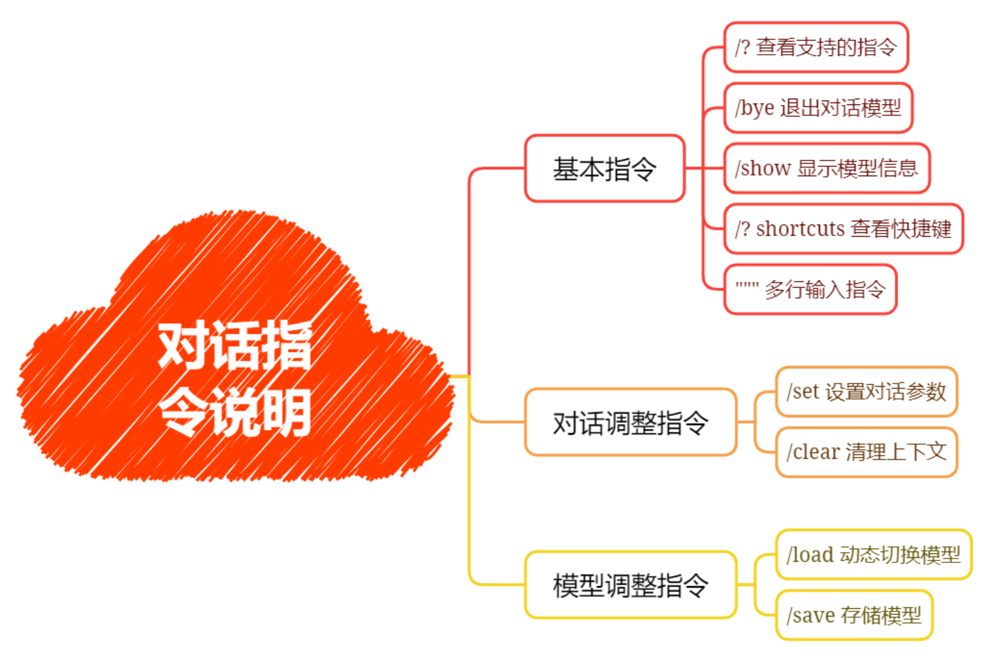 对话指
令说明
基本指令
/? 查看支持的指令
/bye 退出对话模型
/show 显示模型信息
/? shortcuts 查看快捷键
""" 多行输入指令
对话调整指令
/set 设置对话参数
/clear 清理上下文
模型调整指令
/load 动态切换模型
/save 存储模型